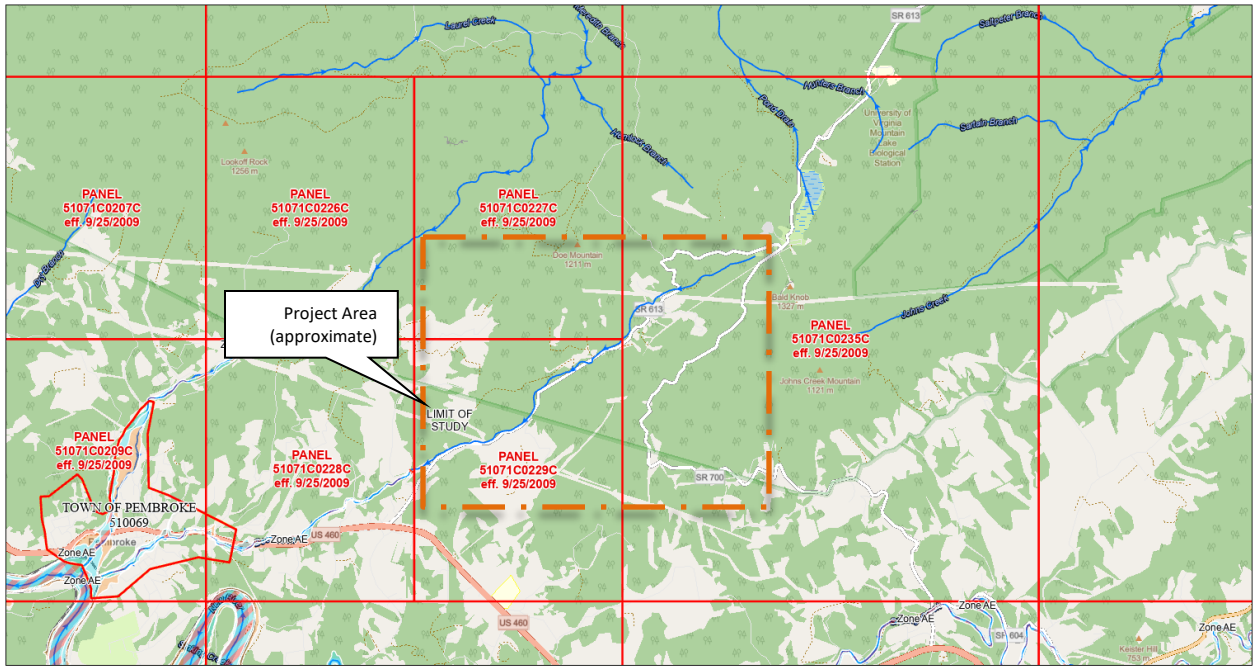 SR 613
Saltpeter Branch
Laurel Creek
Hunters Branch
Pond Drain
University of
Virginia
Mountain
Lake
Biological
Station
Sartain Branch
Hemlock Branch
Lookoff Rock
1256 m
PANEL
51071C0207C
eff. 9/25/2009
PANEL
51071C0226C
eff. 9/25/2009
PANEL
51071C0227C
eff. 9/25/2009
Doe Mountain
1211 m
Bald Knob
1327 m
Johns Creek
SR 613
Project Area
(approximate)
PANEL
51071C0235C
eff. 9/25/2009
Johns Creek Mountain
1121 m
LIMIT OF
STUDY
PANEL
51071C0209C
eff. 9/25/2009
PANEL
51071C0228C
eff. 9/25/2009
PANEL
51071C0229C
eff. 9/25/2009
SR 700
TOWN OF PEMBROKE
510069
Zone AE
US 460
Zone AE
Zone AE
US 460
Zone AE
Zone AE
Zone AE
SR 604
Keister Hill
753 m